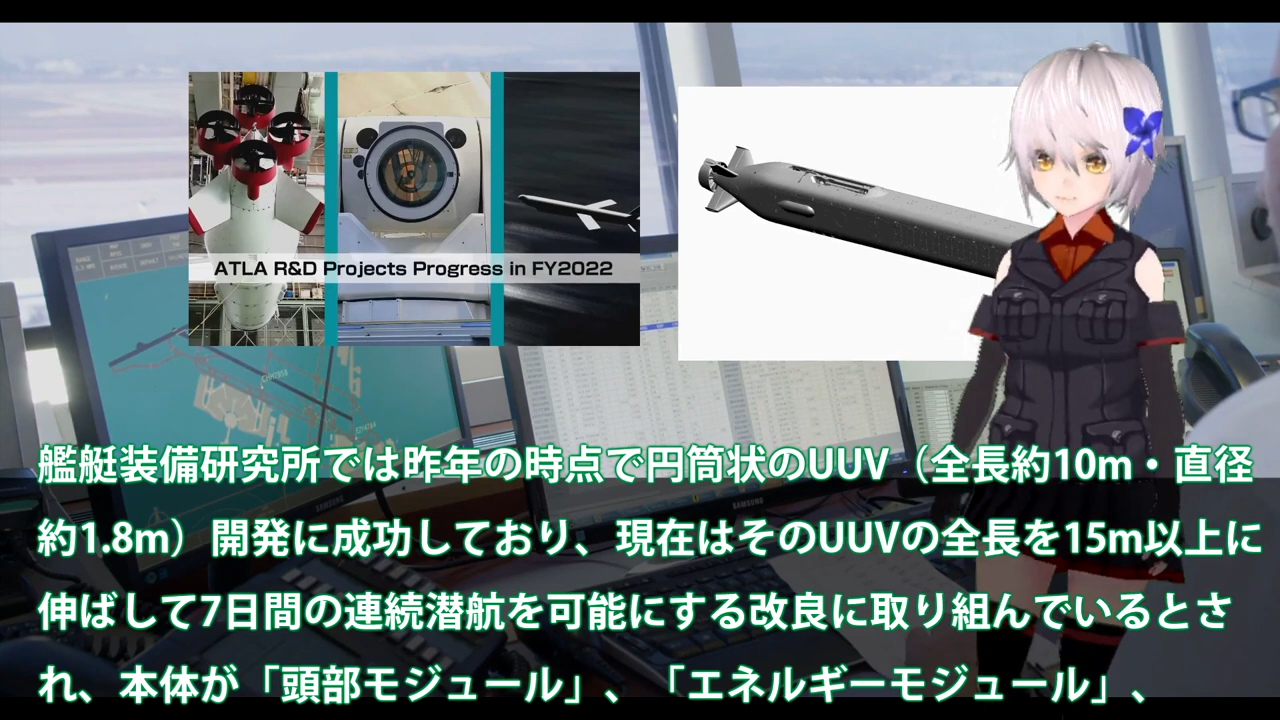 ATLA R&D Projects Progress in FY2022
SAMSUNG
SAMSUNG
艦艇装備研究所では昨年の時点で円筒状のUUV（全長約10m・直径
約1.8m）開発に成功しており、現在はそのUUVの全長を15m以上に
伸ばして7日間の連続潜航を可能にする改良に取り組んでいるとさ
れ、本体が「頭部モジュール」、「エネルギーモジュール」、